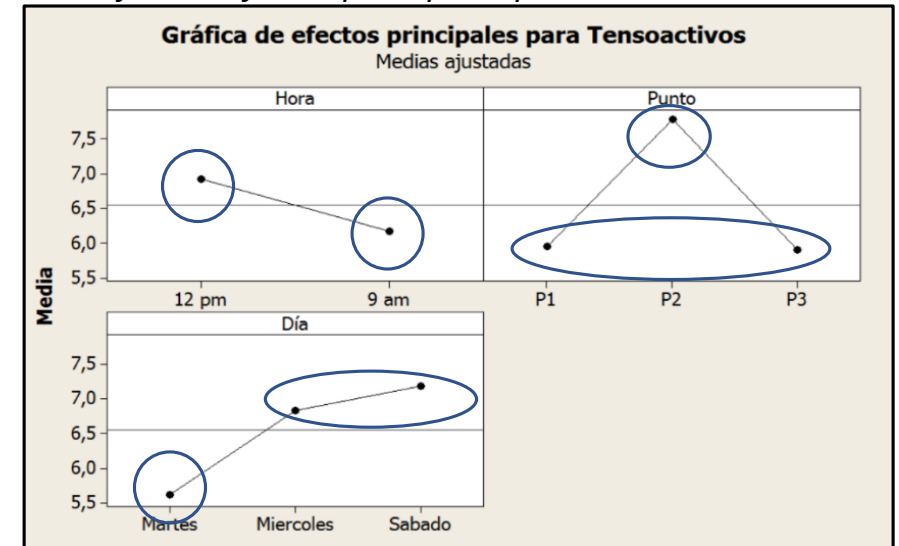 Gráfica de efectos principales para Tensoactivos
Medias ajustadas
Hora
Punto
7,5
7,0
6,5
6,0
5,5
12 pm
9 am
P1
P2
P3
Media
Día
7,5
7,0
6,5
6,0
5,5
Martes
Miercoles
Sabado